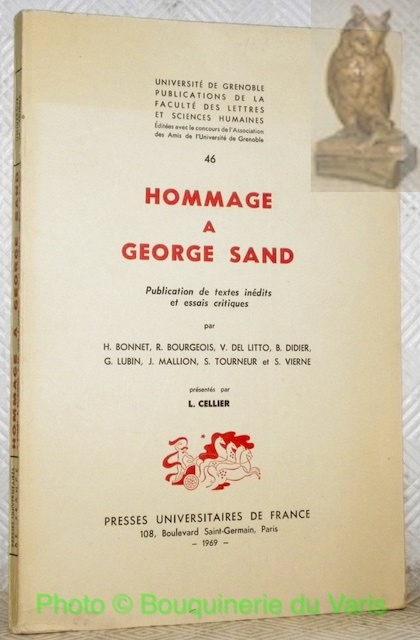 UNIVERSITÉ DE GRENOBLE
PUBLICATIONS DE LA
FACULTÉ DES LETTRES
ET SCIENCES HUMAINES
Éditées avec le concours de l'Association
des Amis de l'Université de Grenoble
46
HOMMAGE
A
GEORGE SAND
Publication de textes inédits
et essais critiques
par
H. BONNET, R. BOURGEOIS, V. DEL LITTO, B. DIDIER,
G. LUBIN, J. MALLION, S. TOURNEUR et S. VIERNE
présentés par
L. CELLIER
PRESSES UNIVERSITAIRES DE FRANCE
108, Boulevard Saint-Germain, Paris
– 1969 –
HOMMAGE A GEORGE SAND
Photo © Bouquinerie du Varis